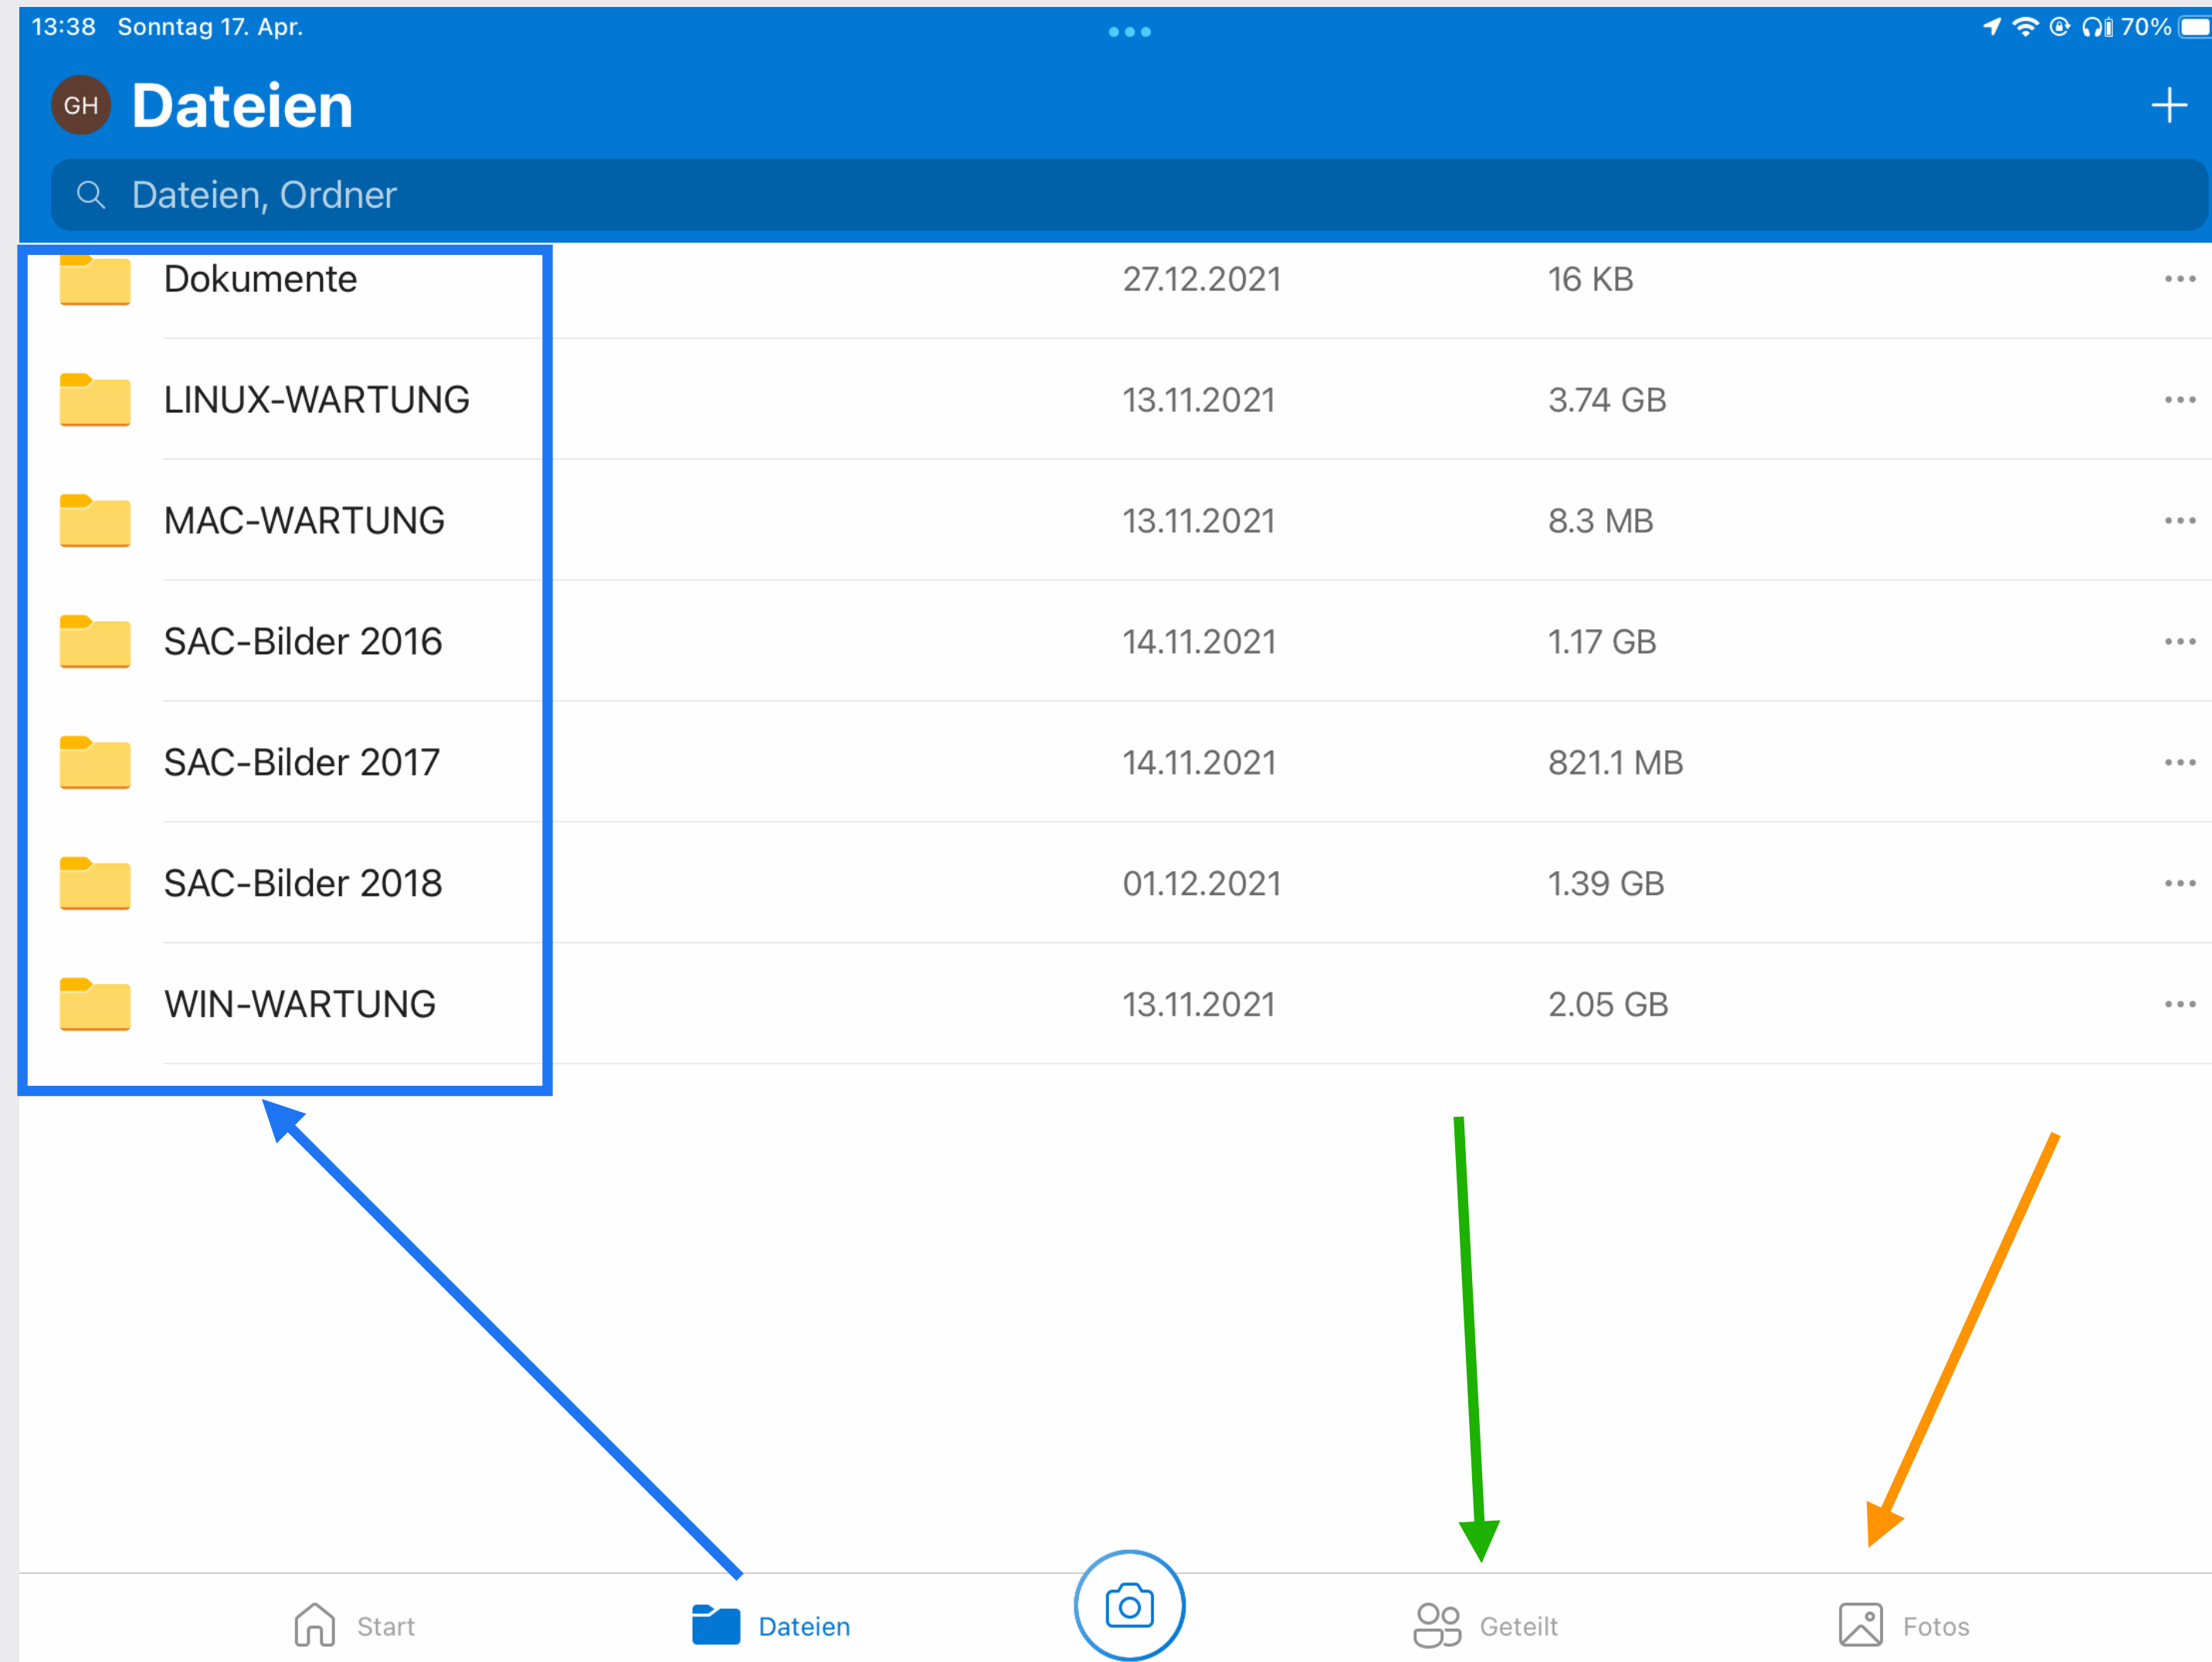 13:38 Sonntag 17. Apr. 70%
GH Dateien
Dateien, Ordner
Dokumente 27.12.2021 16 KB
LINUX-WARTUNG 13.11.2021 3.74 GB
MAC-WARTUNG 13.11.2021 8.3 MB
SAC-Bilder 2016 14.11.2021 1.17 GB
SAC-Bilder 2017 14.11.2021 821.1 MB
SAC-Bilder 2018 01.12.2021 1.39 GB
WIN-WARTUNG 13.11.2021 2.05 GB
Start Dateien Geteilt Fotos